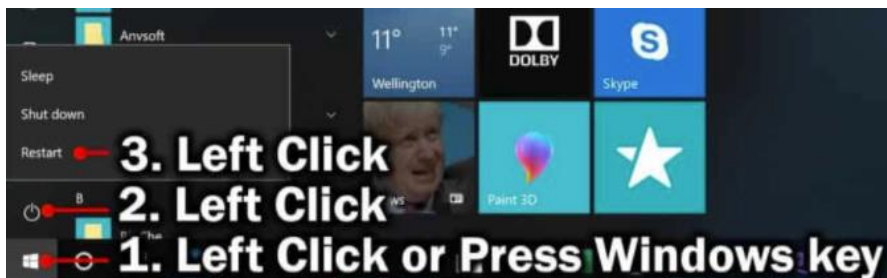 Anvsoft
11° 11°
9°
DOLBY
Sleep
Wellington
Skype
Shut down
Restart 3. Left Click
B
2. Left Click
Paint 3D
1. Left Click or Press Windows key